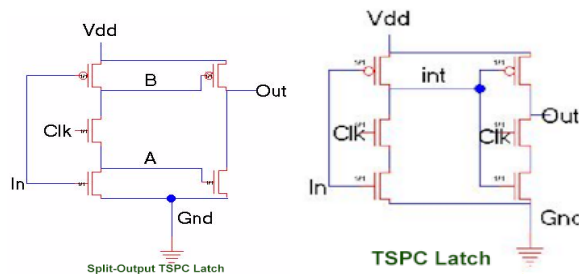 Vdd
B
Out
Clk
A
In
Gnd
Split-Output TSPC Latch
Vdd
int
Out
Clk
Clk
In
Gnd
TSPC Latch